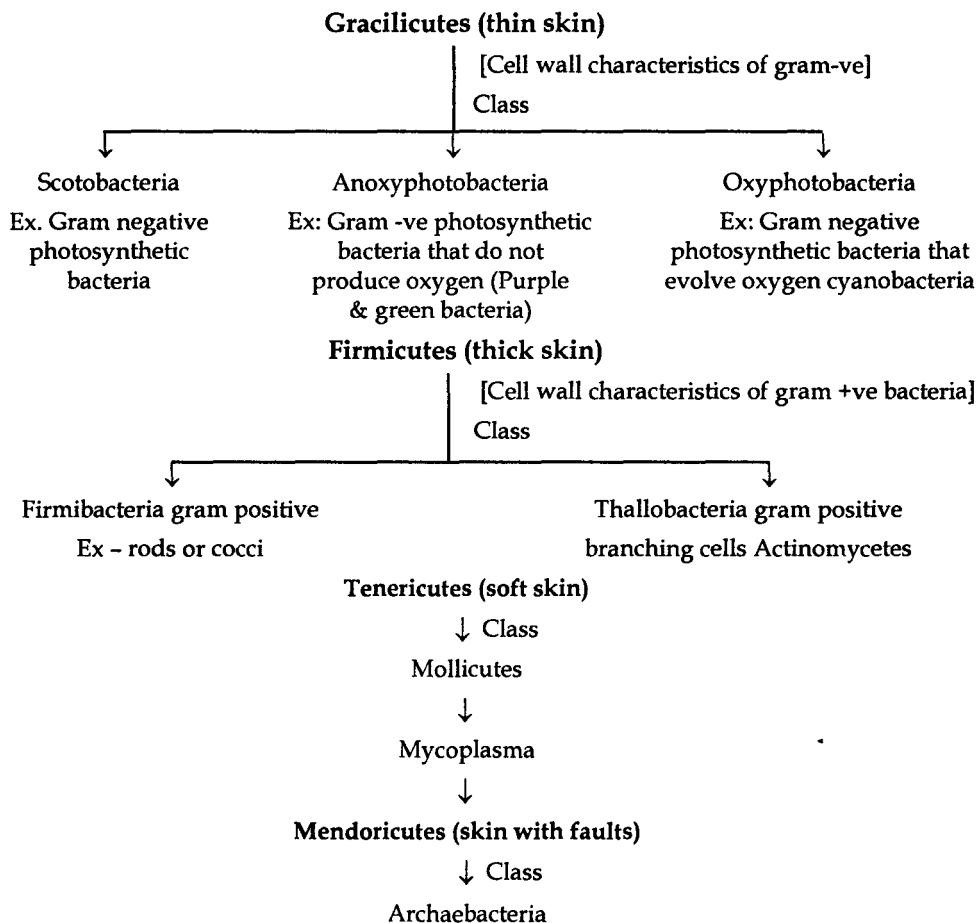 Gracilicutes (thin skin)
[Cell wall characteristics of gram-ve]
Class
Scotobacteria
Ex. Gram negative
photosynthetic
bacteria
Anoxyphotobacteria
Ex: Gram -ve photosynthetic
bacteria that do not
produce oxygen (Purple
& green bacteria)
Oxyphotobacteria
Ex: Gram negative
photosynthetic bacteria that
evolve oxygen cyanobacteria
Firmicutes (thick skin)
[Cell wall characteristics of gram +ve bacteria]
Class
Firmibacteria gram positive
Ex – rods or cocci
Thallobacteria gram positive
branching cells Actinomycetes
Tenericutes (soft skin)
↓ Class
Mollicutes
↓
Mycoplasma
↓
Mendoricutes (skin with faults)
↓ Class
Archaebacteria